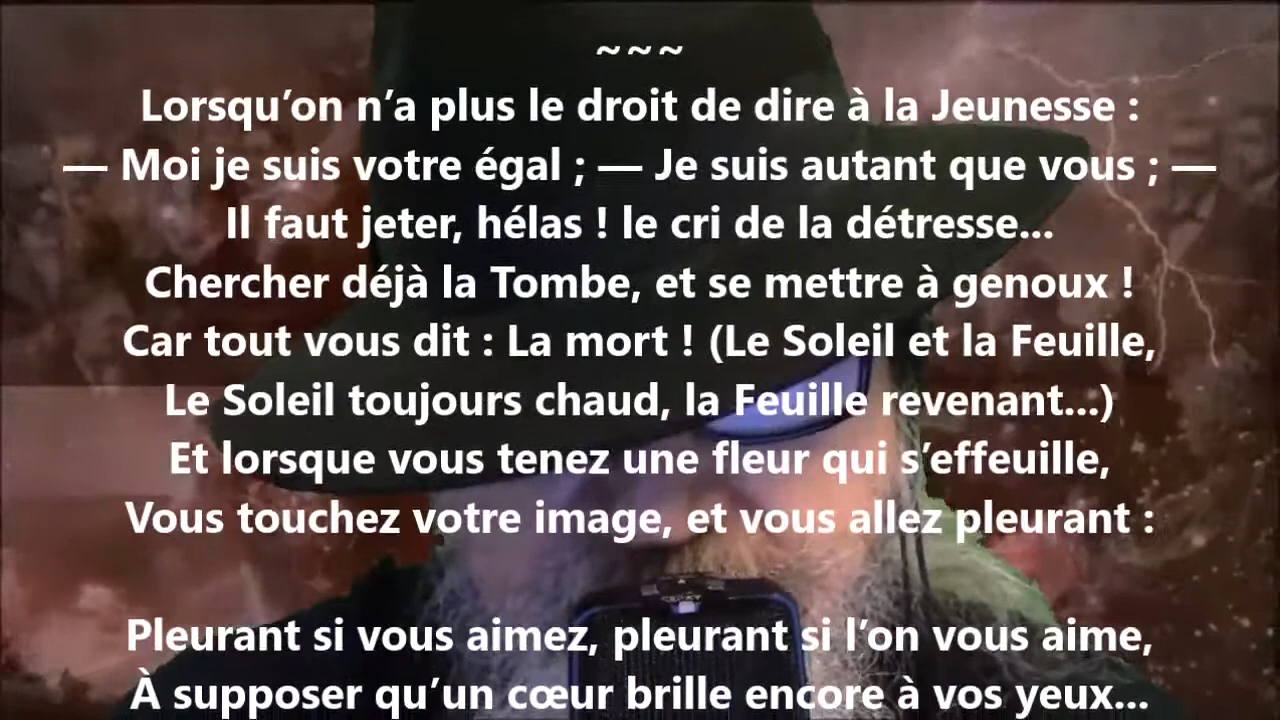 ~~~
Lorsqu’on n’a plus le droit de dire à la Jeunesse :
— Moi je suis votre égal ; — Je suis autant que vous ; —
Il faut jeter, hélas ! le cri de la détresse...
Chercher déjà la Tombe, et se mettre à genoux !
Car tout vous dit : La mort ! (Le Soleil et la Feuille,
Le Soleil toujours chaud, la Feuille revenant...)
Et lorsque vous tenez une fleur qui s’effeuille,
Vous touchez votre image, et vous allez pleurant :
Pleurant si vous aimez, pleurant si l’on vous aime,
À supposer qu’un cœur brille encore à vos yeux...